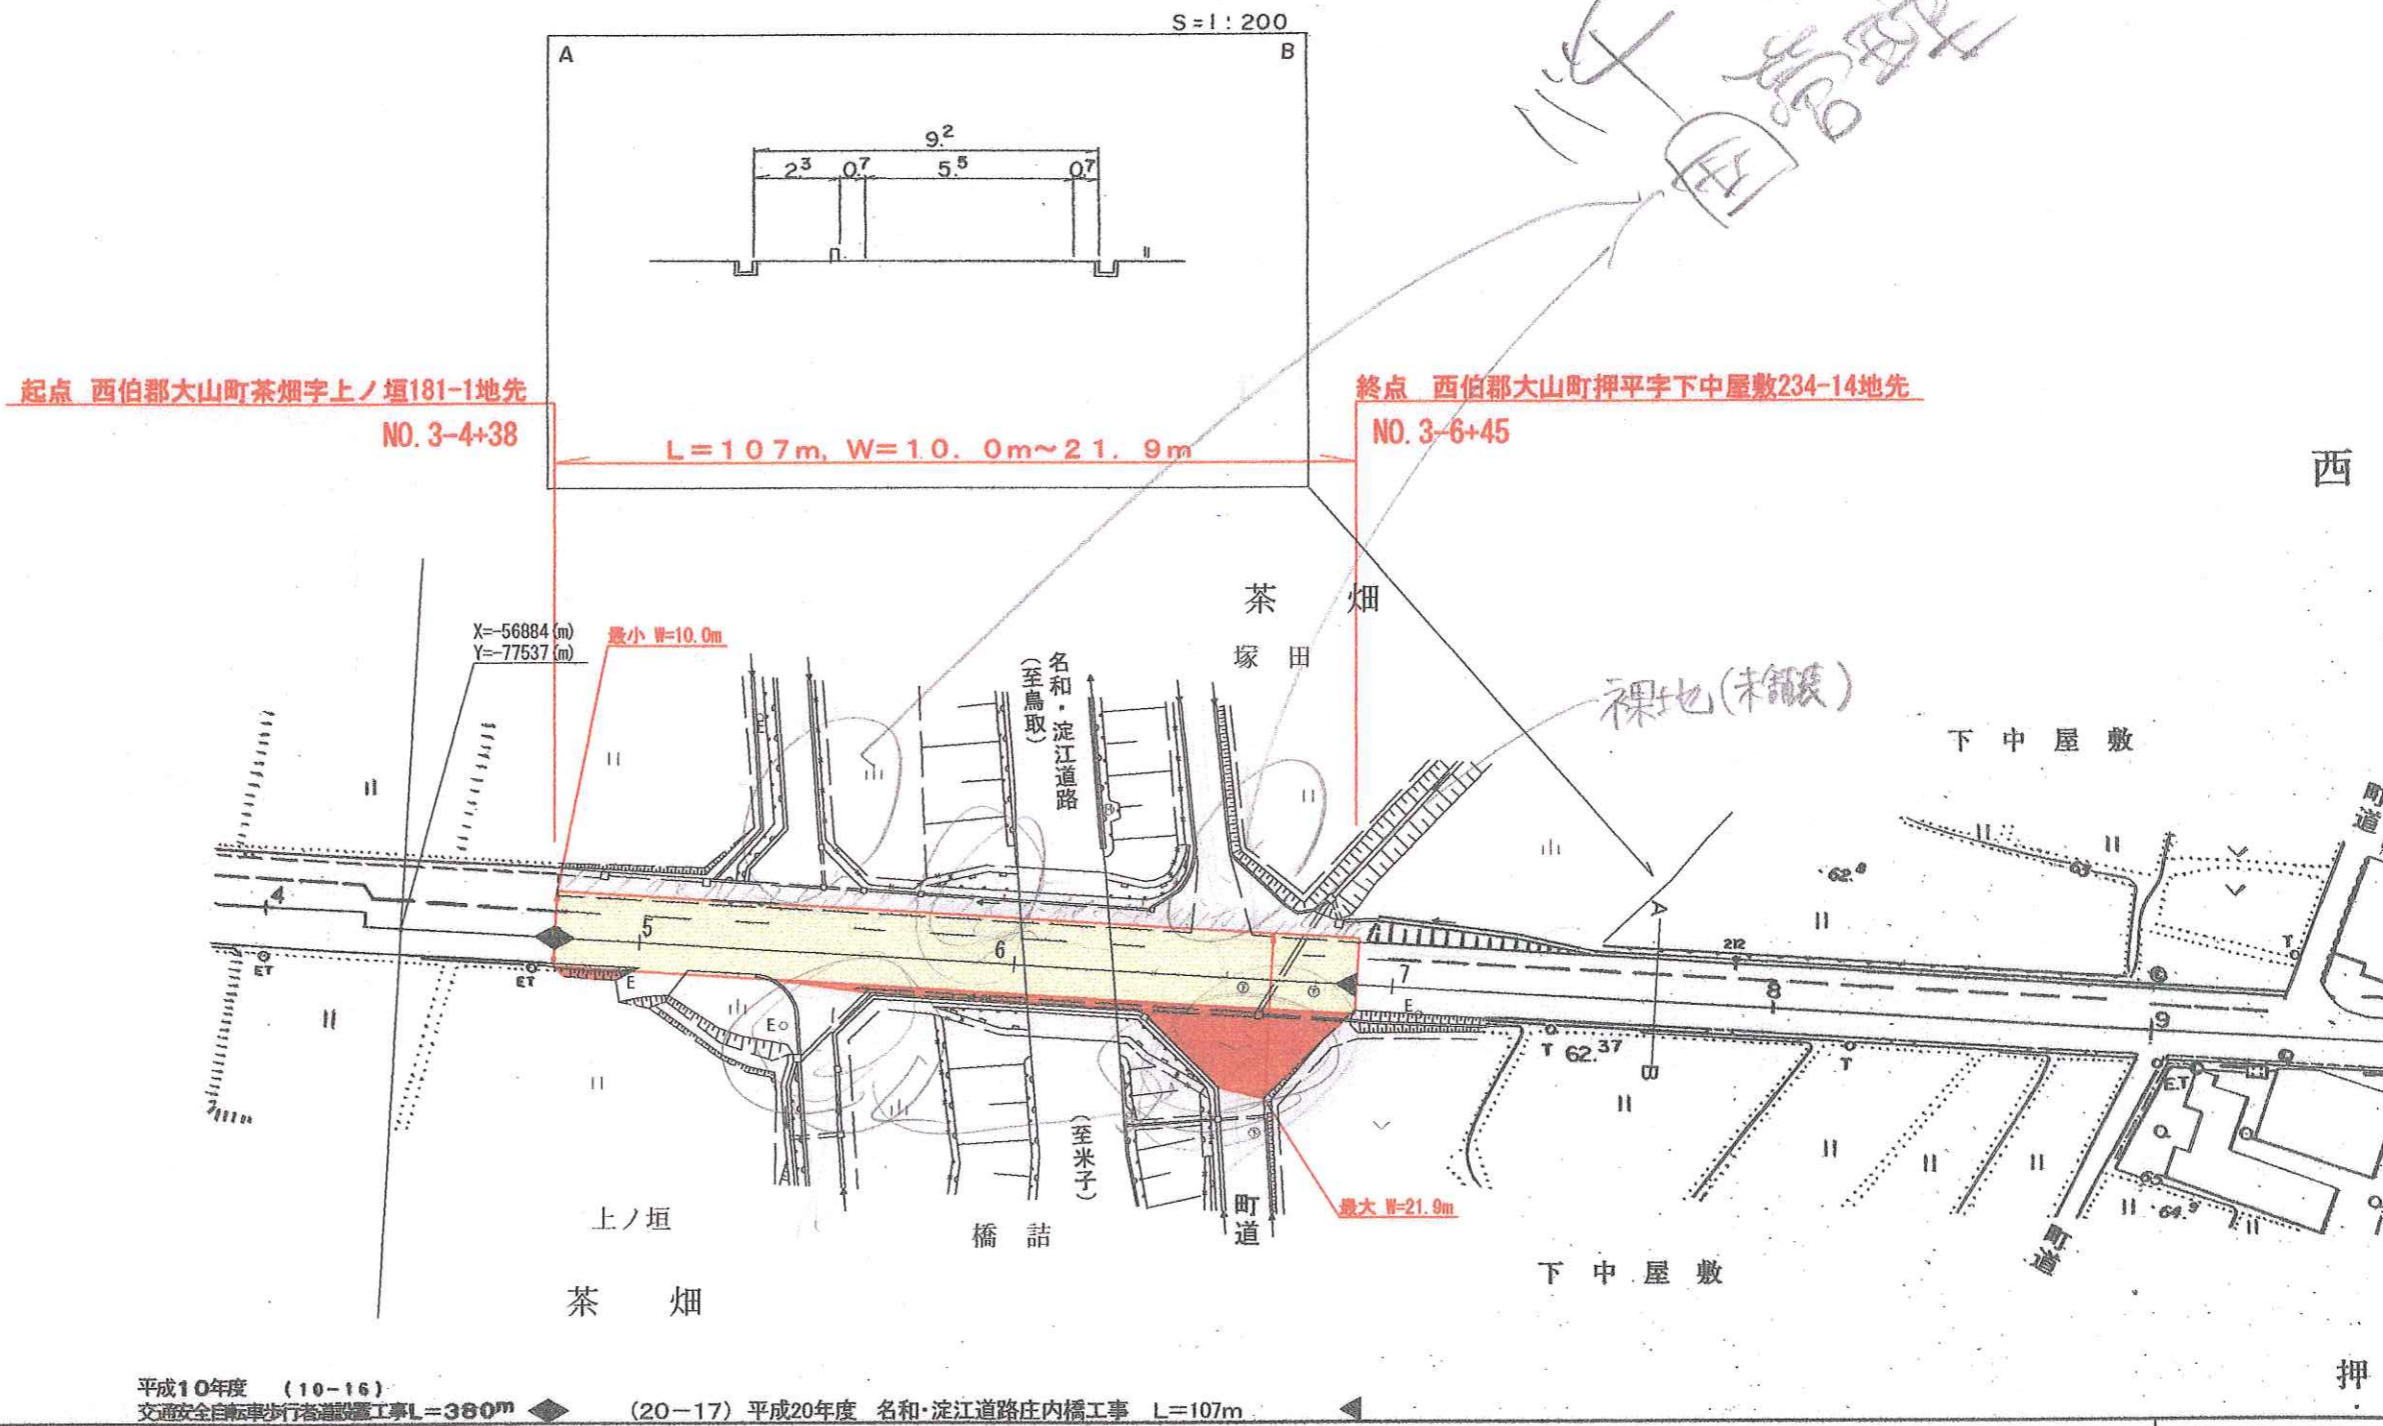 S=1:200
A
B
9.2
2.3 0.7 5.5 0.7
起点 西伯郡大山町茶畑字上ノ垣181-1地先
NO.3-4+38
終点 西伯郡大山町押平字下中屋敷234-14地先
NO.3-6+45
L=107m, W=10.0m~21.9m
西
茶 畑
塚 田
X=-56884(m)
Y=-77537(m)
最小 W=10.0m
名和・淀江道路
(至鳥取)
裸地(未舗装)
下 中 屋 敷
町道
62.8
63
E
4
5
6
7
8
9
212
A
B
T
ET
ET
E
E
E
T 62.37
T
E.T
65
64.9
(至米子)
町道
最大 W=21.9m
町道
上ノ垣
橋 詰
下 中 屋 敷
茶 畑
押
平成10年度 (10-16)
交通安全自転車歩行者道設置工事L=380m
(20-17) 平成20年度 名和・淀江道路庄内橋工事 L=107m